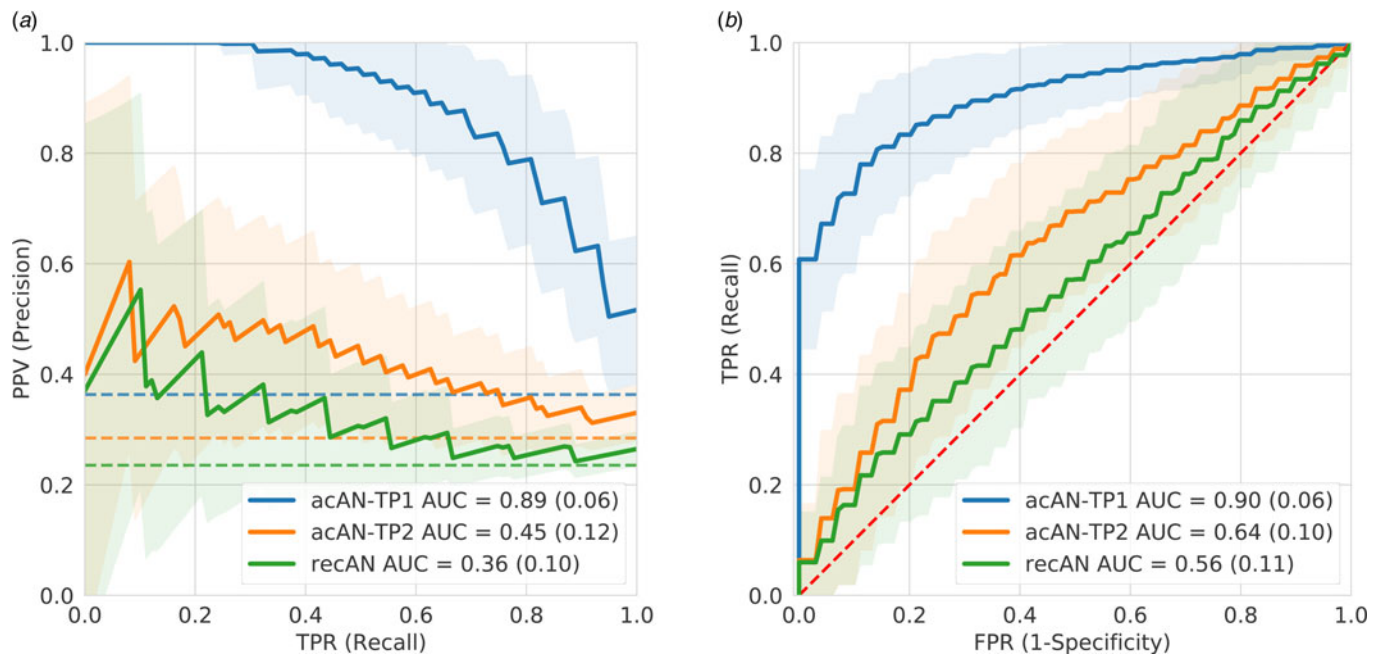 (a)
1.0
0.8
0.6
0.4
0.2
0.0
PPV (Precision)
acAN-TP1 AUC = 0.89 (0.06)
acAN-TP2 AUC = 0.45 (0.12)
recAN AUC = 0.36 (0.10)
0.0 0.2 0.4 0.6 0.8 1.0
TPR (Recall)
(b)
1.0
0.8
0.6
0.4
0.2
0.0
TPR (Recall)
acAN-TP1 AUC = 0.90 (0.06)
acAN-TP2 AUC = 0.64 (0.10)
recAN AUC = 0.56 (0.11)
0.0 0.2 0.4 0.6 0.8 1.0
FPR (1-Specificity)